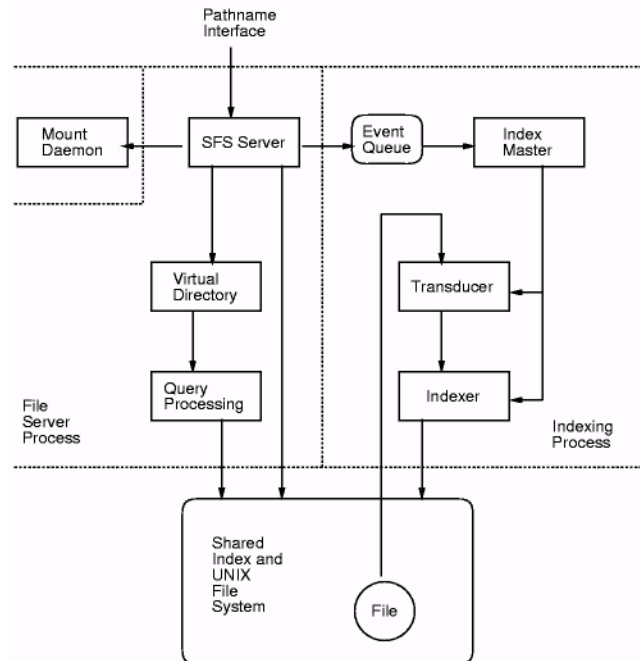 Pathname
Interface
Mount
Daemon
SFS Server
Event
Queue
Index
Master
Virtual
Directory
Transducer
Query
Processing
Indexer
File
Server
Process
Indexing
Process
Shared
Index and
UNIX
File
System
File